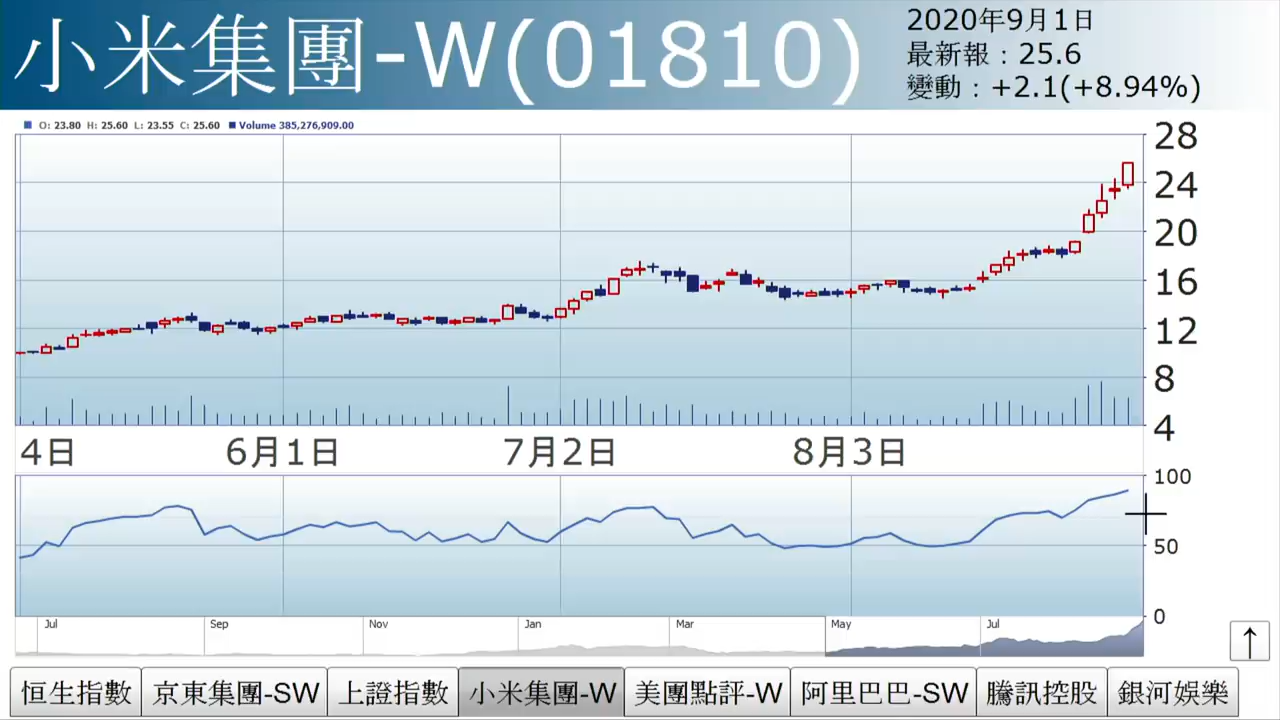 小米集團-W(01810)
2020年9月1日
最新報：25.6
變動：+2.1(+8.94%)
O: 23.80 H: 25.60 L: 23.55 C: 25.60 Volume 385,276,909.00
28
24
20
16
12
8
4
4日 6月1日 7月2日 8月3日
100
50
0
Jul Sep Nov Jan Mar May Jul
↑
恒生指數 京東集團-SW 上證指數 小米集團-W 美團點評-W 阿里巴巴-SW 騰訊控股 銀河娛樂